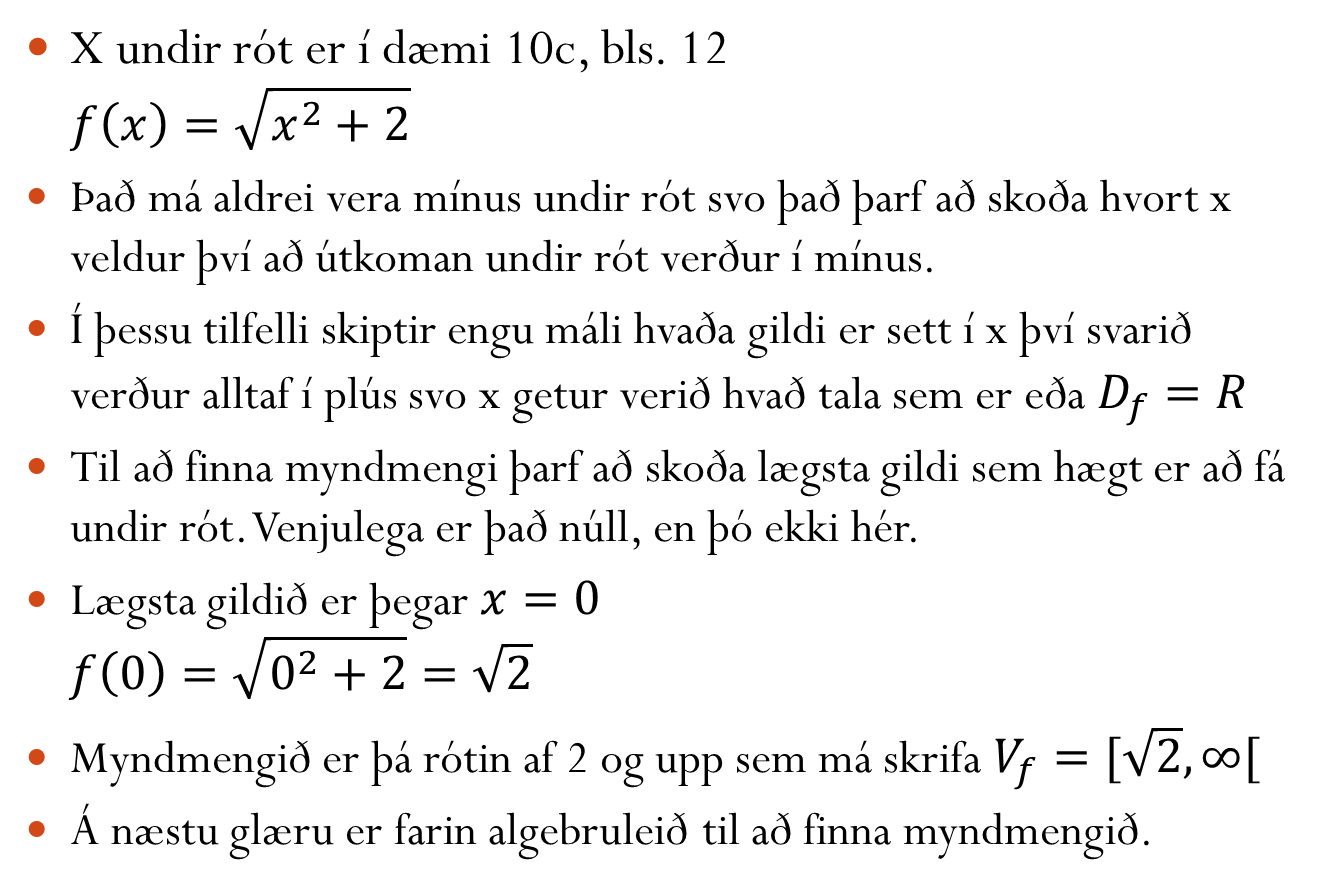 • X undir rót er í dæmi 10c, bls. 12
f(x) = √(x² + 2)
• Það má aldrei vera mínus undir rót svo það þarf að skoða hvort x
veldur því að útkoman undir rót verður í mínus.
• Í þessu tilfelli skiptir engu máli hvaða gildi er sett í x því svarið
verður alltaf í plús svo x getur verið hvað tala sem er eða D_f = R
• Til að finna myndmengi þarf að skoða lægsta gildi sem hægt er að fá
undir rót. Venjulega er það núll, en þó ekki hér.
• Lægsta gildið er þegar x = 0
f(0) = √(0² + 2) = √2
• Myndmengið er þá rótin af 2 og upp sem má skrifa V_f = [√2, ∞[
• Á næstu glæru er farin algebruleið til að finna myndmengið.